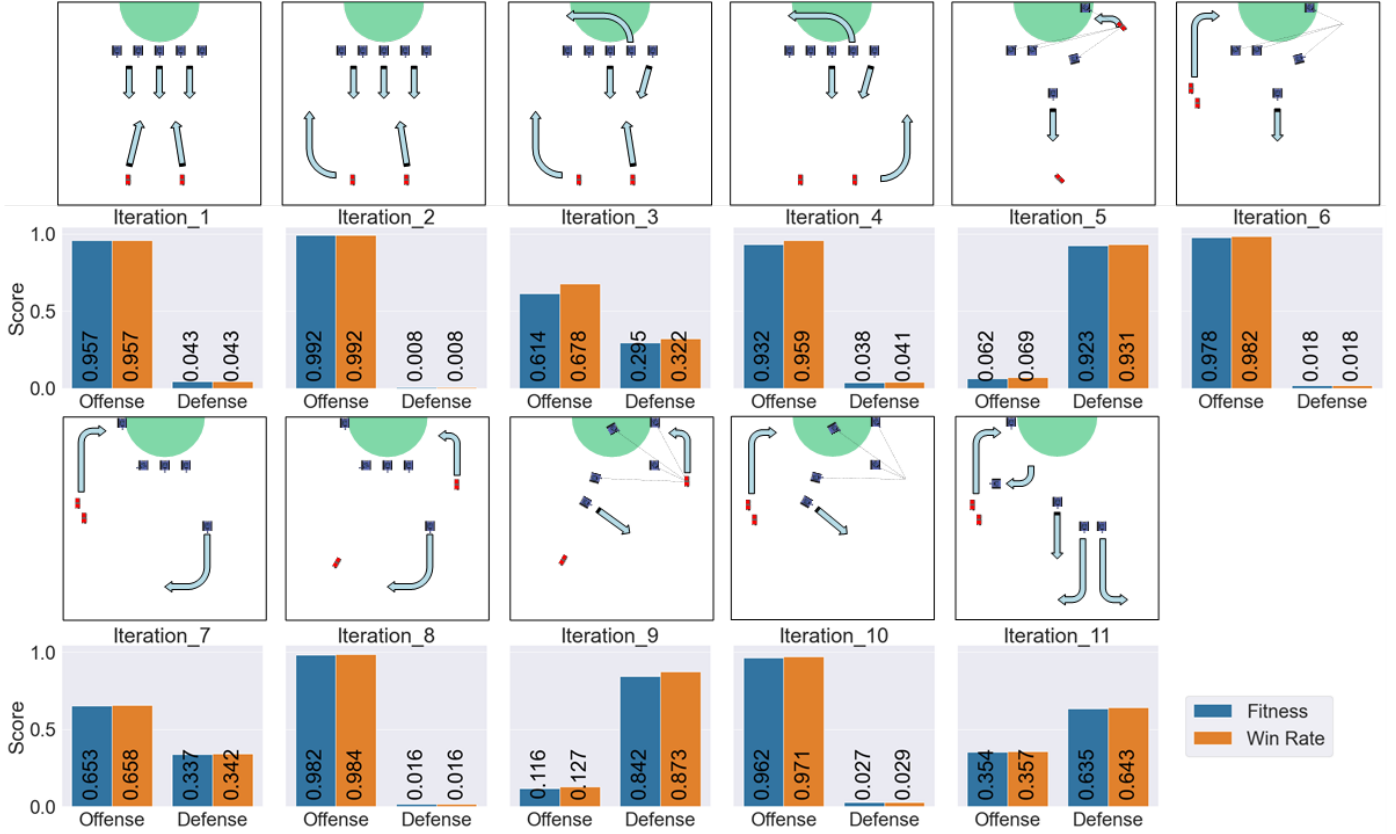 Iteration_1 Iteration_2 Iteration_3 Iteration_4 Iteration_5 Iteration_6
Score
1.0
0.5
0.0
0.957 0.957 0.043 0.043
0.992 0.992 0.008 0.008
0.614 0.678 0.295 0.322
0.932 0.959 0.038 0.041
0.062 0.069 0.923 0.931
0.978 0.982 0.018 0.018
Offense Defense Offense Defense Offense Defense Offense Defense Offense Defense Offense Defense
Iteration_7 Iteration_8 Iteration_9 Iteration_10 Iteration_11
Score
1.0
0.5
0.0
0.653 0.658 0.337 0.342
0.982 0.984 0.016 0.016
0.116 0.127 0.842 0.873
0.962 0.971 0.027 0.029
0.354 0.357 0.635 0.643
Offense Defense Offense Defense Offense Defense Offense Defense Offense Defense
Fitness
Win Rate